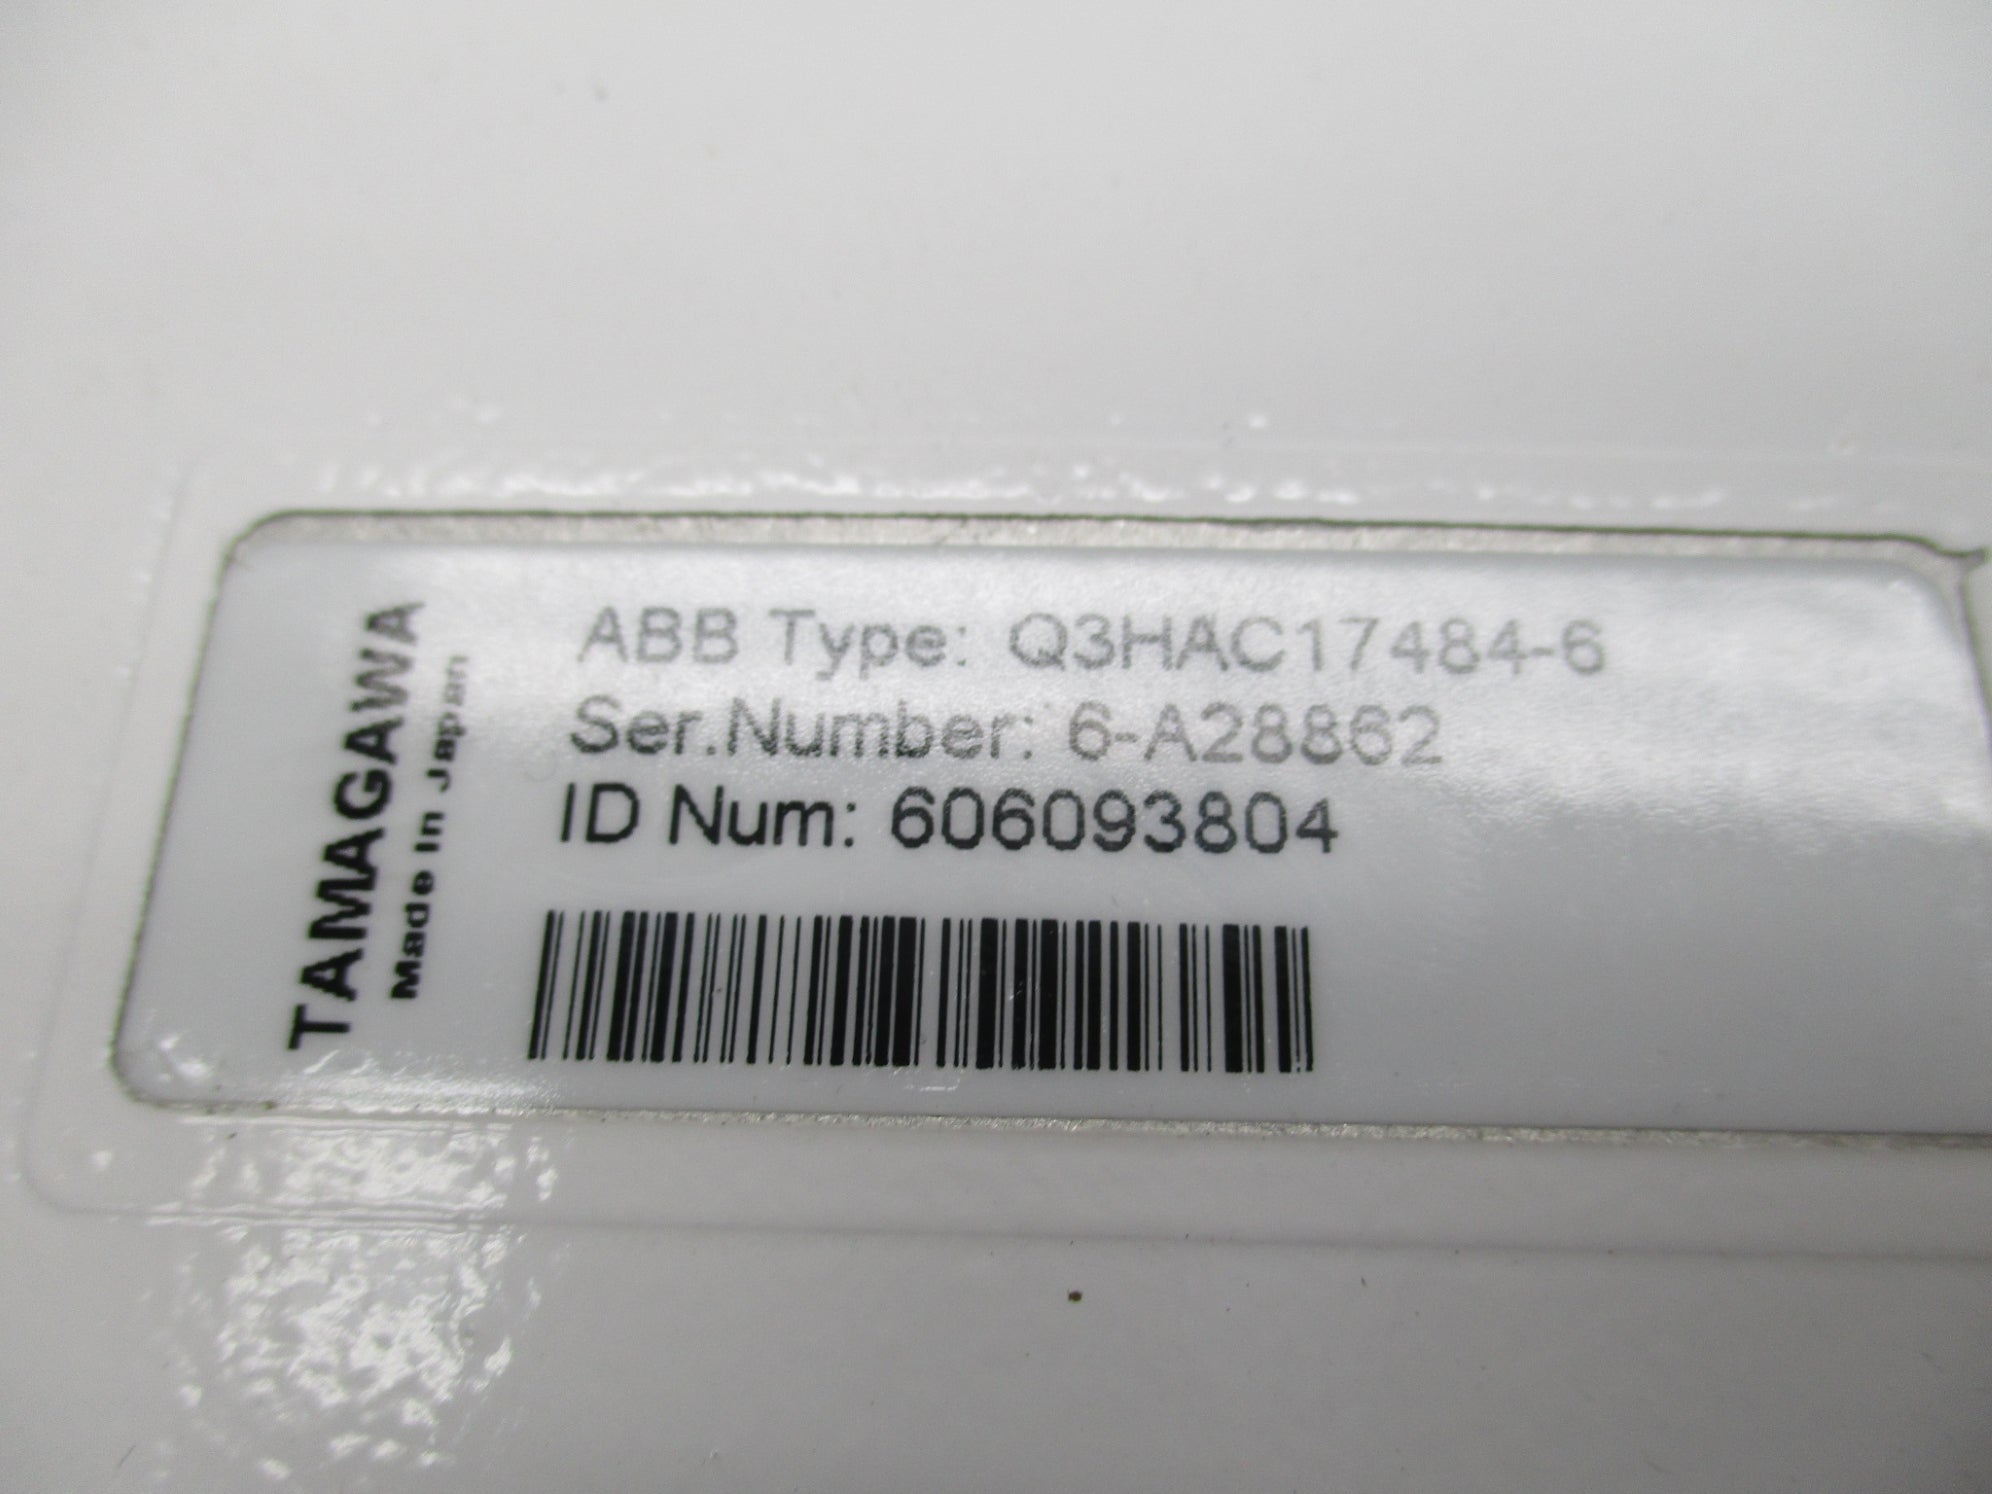 TAMAGAWA
Made in Japan
ABB Type: Q3HAC17484-6
Ser.Number: 6-A28862
ID Num: 606093804